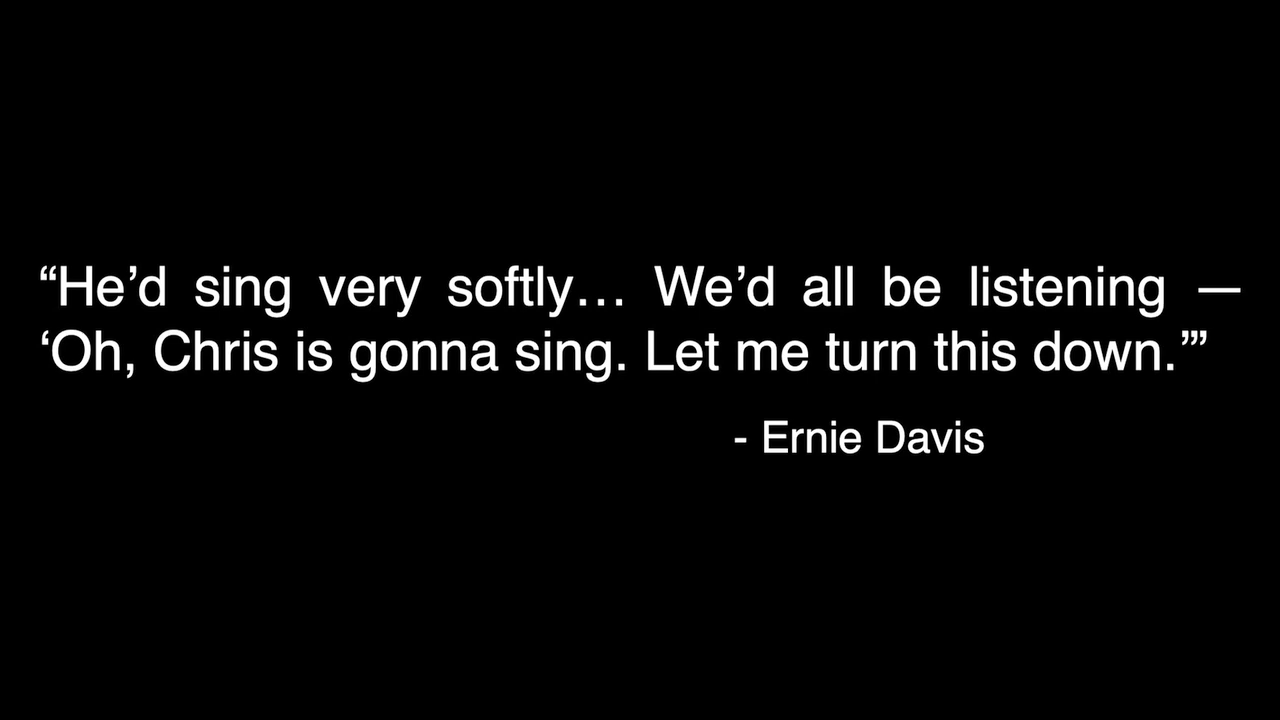 “He’d sing very softly… We’d all be listening —
‘Oh, Chris is gonna sing. Let me turn this down.’”
- Ernie Davis